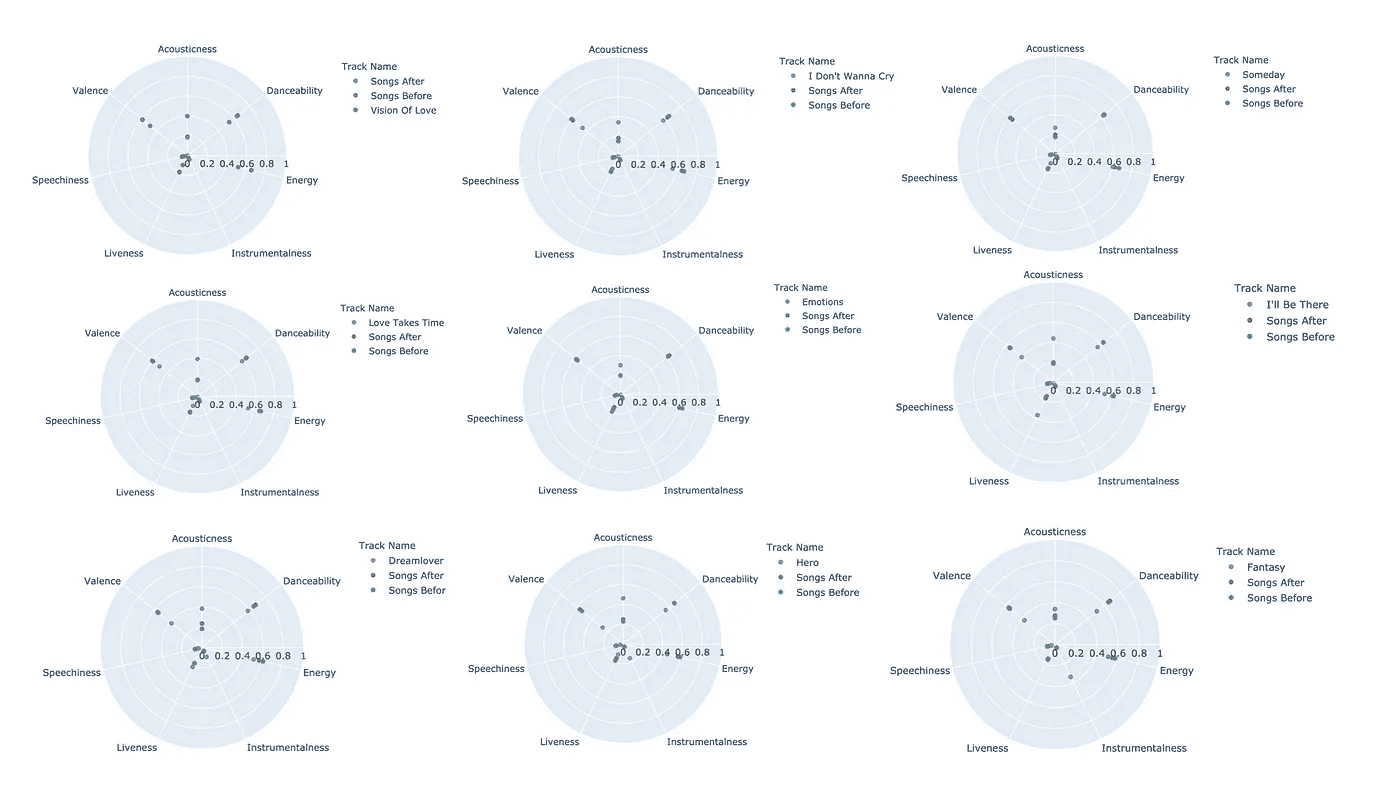 Acousticness
Danceability
Valence
Speechiness
Liveness
Instrumentalness
Energy
0 0.2 0.4 0.6 0.8 1
Track Name
Songs After
Songs Before
Vision Of Love
Acousticness
Danceability
Valence
Speechiness
Liveness
Instrumentalness
Energy
0 0.2 0.4 0.6 0.8 1
Track Name
I Don't Wanna Cry
Songs After
Songs Before
Acousticness
Danceability
Valence
Speechiness
Liveness
Instrumentalness
Energy
0 0.2 0.4 0.6 0.8 1
Track Name
Someday
Songs After
Songs Before
Acousticness
Danceability
Valence
Speechiness
Liveness
Instrumentalness
Energy
0 0.2 0.4 0.6 0.8 1
Track Name
Love Takes Time
Songs After
Songs Before
Acousticness
Danceability
Valence
Speechiness
Liveness
Instrumentalness
Energy
0 0.2 0.4 0.6 0.8 1
Track Name
Emotions
Songs After
Songs Before
Acousticness
Danceability
Valence
Speechiness
Liveness
Instrumentalness
Energy
0 0.2 0.4 0.6 0.8 1
Track Name
I'll Be There
Songs After
Songs Before
Acousticness
Danceability
Valence
Speechiness
Liveness
Instrumentalness
Energy
0 0.2 0.4 0.6 0.8 1
Track Name
Dreamlover
Songs After
Songs Befor
Acousticness
Danceability
Valence
Speechiness
Liveness
Instrumentalness
Energy
0 0.2 0.4 0.6 0.8 1
Track Name
Hero
Songs After
Songs Before
Acousticness
Danceability
Valence
Speechiness
Liveness
Instrumentalness
Energy
0 0.2 0.4 0.6 0.8 1
Track Name
Fantasy
Songs After
Songs Before